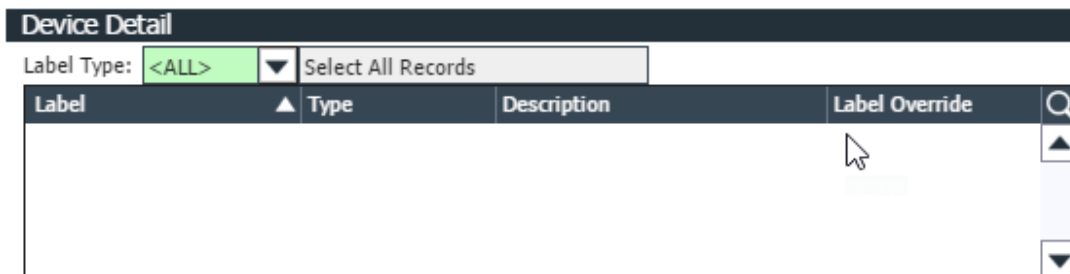 Device Detail
Label Type: <ALL> Select All Records
Label Type Description Label Override